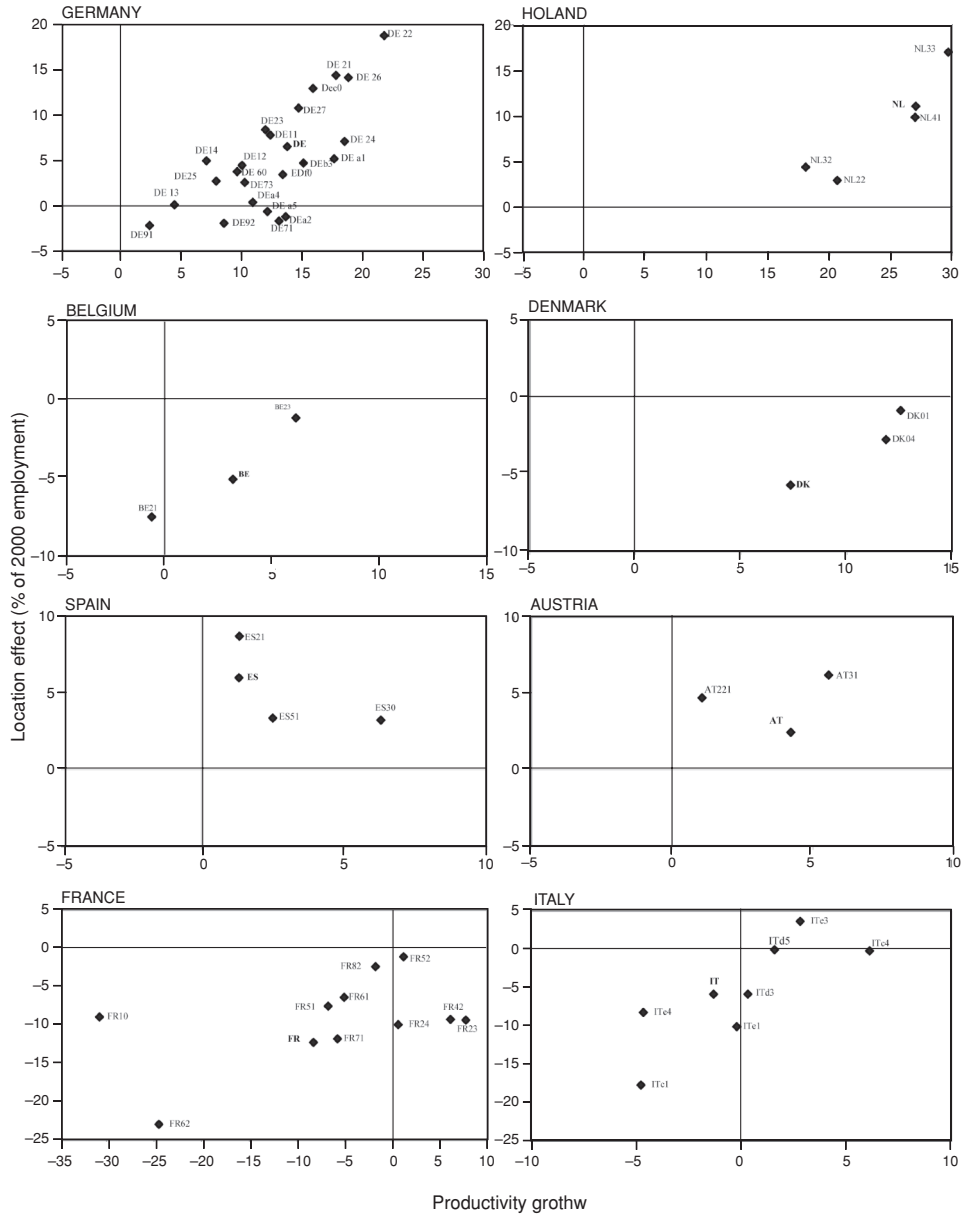 GERMANY
20
15
10
5
0
–5
DE 22
DE 21
DE 26
Dec0
DE27
DE23
DE11
DE
DE 24
DE14
DE12
DEb3
DE a1
DE 60
EDf0
DE25
DE73
DE 13
DEa4
DE a5
DEa2
DE92
DE71
DE91
–5 0 5 10 15 20 25 30
HOLAND
20
15
10
5
0
–5
NL33
NL
NL41
NL32
NL22
–5 0 5 10 15 20 25 30
Location effect (% of 2000 employment)
BELGIUM
5
0
–5
–10
BE23
BE
BE21
–5 0 5 10 15
DENMARK
5
0
–5
–10
DK01
DK04
DK
–5 0 5 10 15
SPAIN
10
5
0
–5
ES21
ES
ES51
ES30
–5 0 5 10
AUSTRIA
10
5
0
–5
AT31
AT221
AT
–5 0 5 10
FRANCE
5
0
–5
–10
–15
–20
–25
FR52
FR82
FR61
FR51
FR42
FR10
FR24
FR23
FR
FR71
FR62
–35 –30 –25 –20 –15 –10 –5 0 5 10
ITALY
5
0
–5
–10
–15
–20
–25
ITe3
ITd5
ITc4
IT
ITd3
ITe4
ITe1
ITc1
–5 0 5 10
Productivity grothw